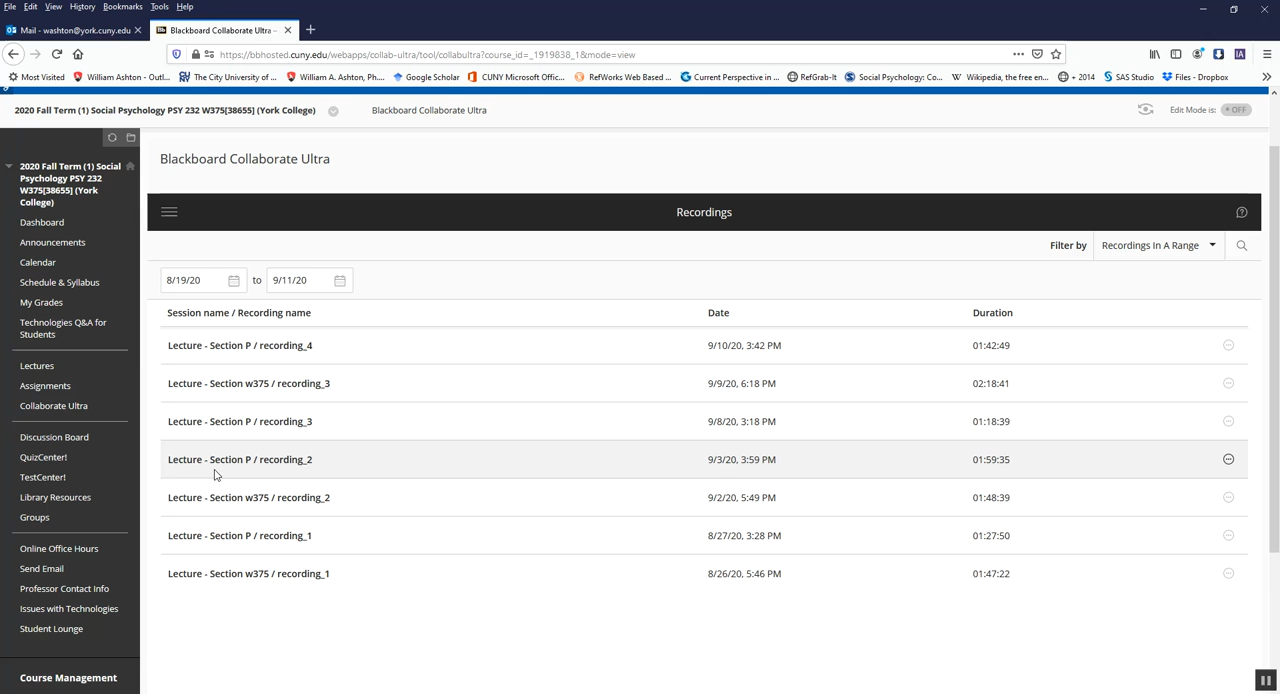 File Edit View History Bookmarks Tools Help
Mail - washton@york.cuny.edu
Blackboard Collaborate Ultra -
https://bbhosted.cuny.edu/webapps/collab-ultra/tool/collabultra?course_id=_1919838_1&mode=view
Most Visited William Ashton - Outl... The City University of ... William A. Ashton, Ph.... Google Scholar CUNY Microsoft Offic... RefWorks Web Based ... Current Perspective in ... RefGrab-It Social Psychology: Co... Wikipedia, the free en... + 2014 SAS Studio Files - Dropbox
2020 Fall Term (1) Social Psychology PSY 232 W375[38655] (York College) Blackboard Collaborate Ultra Edit Mode is: OFF
2020 Fall Term (1) Social
Psychology PSY 232
W375[38655] (York
College)
Dashboard
Announcements
Calendar
Schedule & Syllabus
My Grades
Technologies Q&A for
Students
Lectures
Assignments
Collaborate Ultra
Discussion Board
QuizCenter!
TestCenter!
Library Resources
Groups
Online Office Hours
Send Email
Professor Contact Info
Issues with Technologies
Student Lounge
Course Management
Blackboard Collaborate Ultra
Recordings
Filter by Recordings In A Range
8/19/20 to 9/11/20
Session name / Recording name Date Duration
Lecture - Section P / recording_4 9/10/20, 3:42 PM 01:42:49
Lecture - Section w375 / recording_3 9/9/20, 6:18 PM 02:18:41
Lecture - Section P / recording_3 9/8/20, 3:18 PM 01:18:39
Lecture - Section P / recording_2 9/3/20, 3:59 PM 01:59:35
Lecture - Section w375 / recording_2 9/2/20, 5:49 PM 01:48:39
Lecture - Section P / recording_1 8/27/20, 3:28 PM 01:27:50
Lecture - Section w375 / recording_1 8/26/20, 5:46 PM 01:47:22